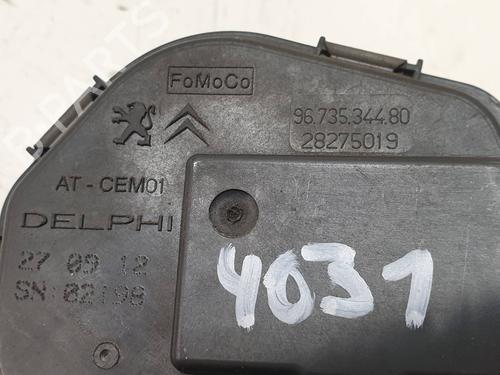 FoMoCo
96.735.344.80
28275019
AT - CEM01
DELPHI
27 09 12
SN:02198
4031